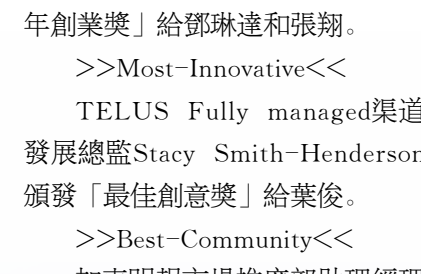 年創業獎」給鄧琳達和張翔。
>>Most-Innovative<<
TELUS Fully managed渠道
發展總監Stacy Smith-Henderson
頒發「最佳創意獎」給葉俊。
>>Best-Community<<